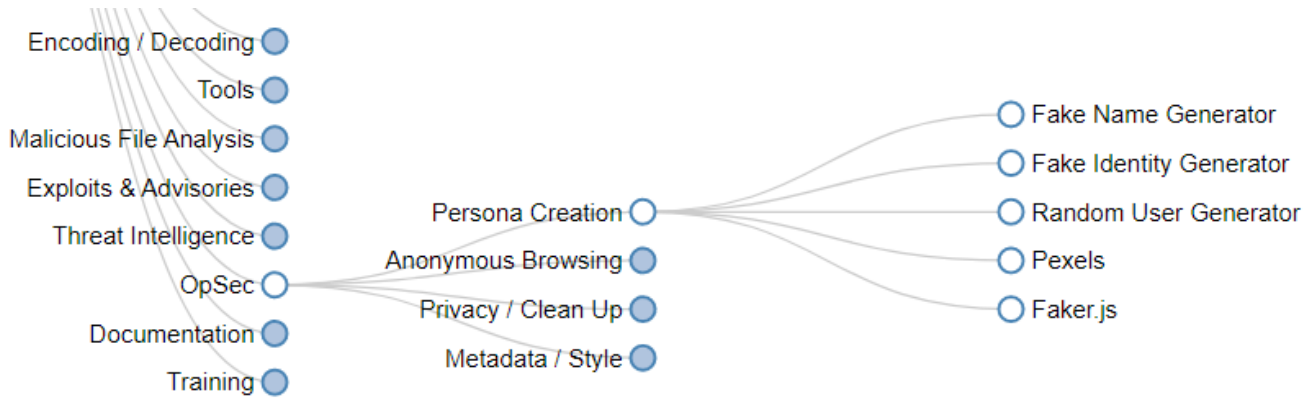 Encoding / Decoding
Tools
Malicious File Analysis
Exploits & Advisories
Threat Intelligence
OpSec
Documentation
Training
Persona Creation
Anonymous Browsing
Privacy / Clean Up
Metadata / Style
Fake Name Generator
Fake Identity Generator
Random User Generator
Pexels
Faker.js